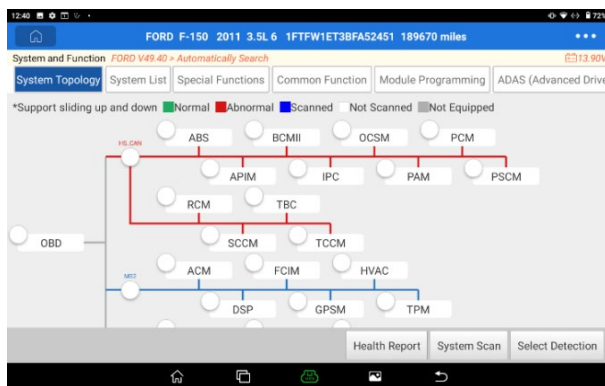 12:40 72%
FORD F-150 2011 3.5L 6 1FTFW1ET3BFA52451 189670 miles
System and Function FORD V49.40 > Automatically Search 13.90V
System Topology System List Special Functions Common Function Module Programming ADAS (Advanced Drive
*Support sliding up and down Normal Abnormal Scanned Not Scanned Not Equipped
HS.CAN ABS BCMII OCSM PCM
APIM IPC PAM PSCM
RCM TBC
OBD SCCM TCCM
MS2 ACM FCIM HVAC
DSP GPSM TPM
Health Report System Scan Select Detection